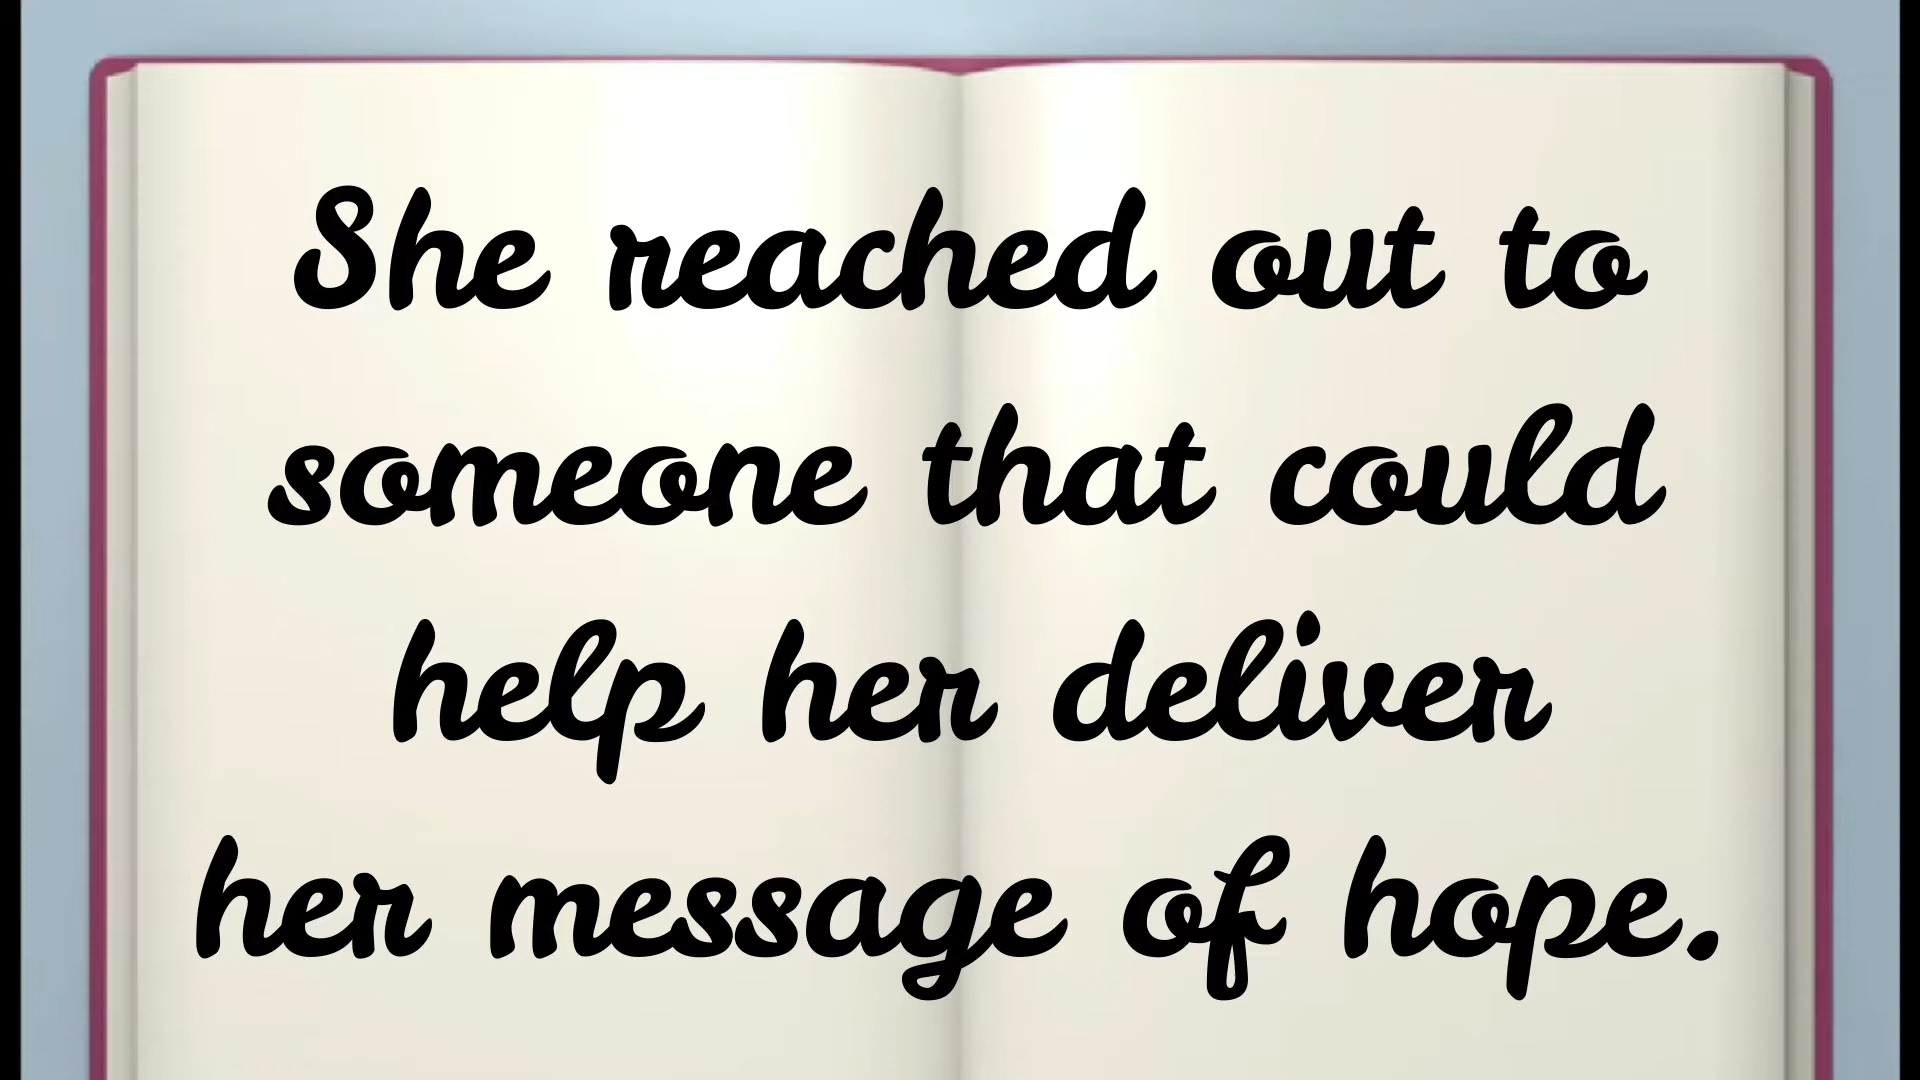 She reached out to
someone that could
help her deliver
her message of hope.